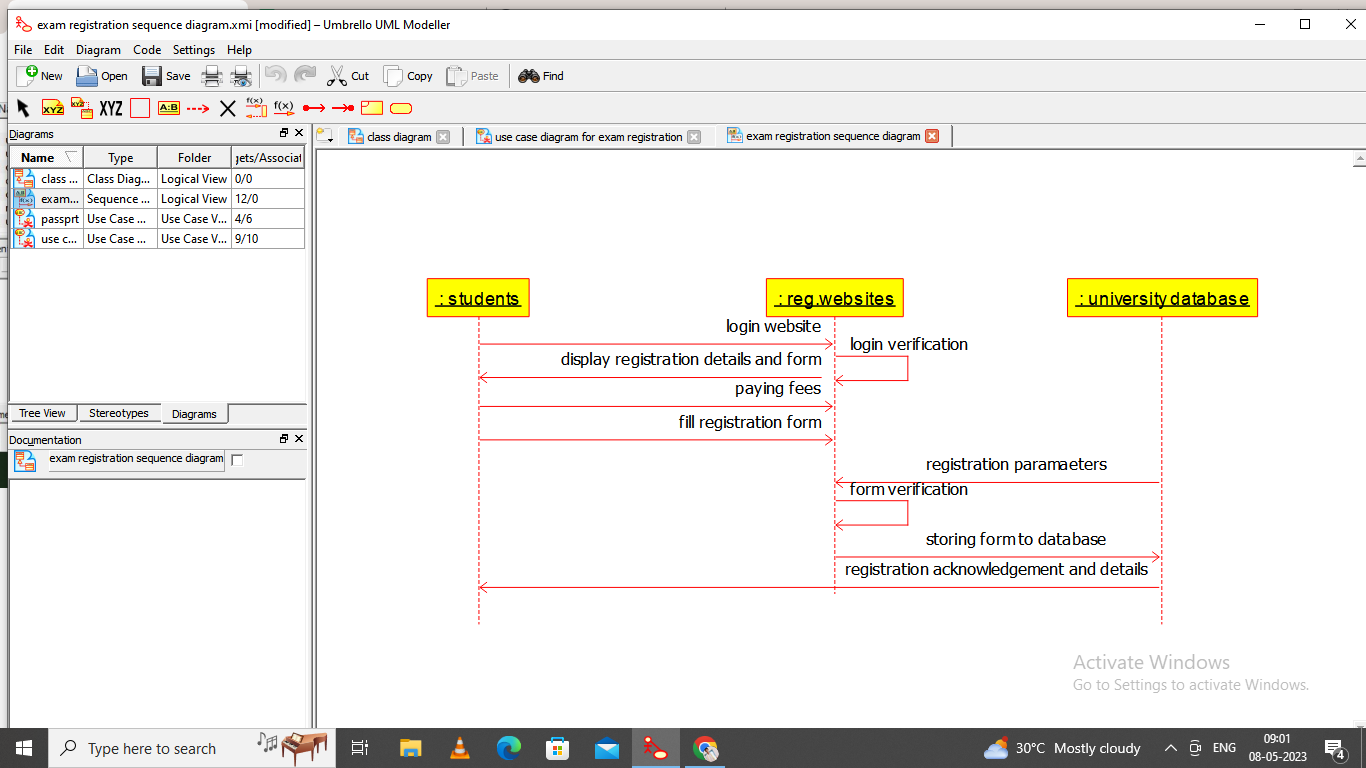 exam registration sequence diagram.xmi [modified] – Umbrello UML Modeller
File Edit Diagram Code Settings Help
New Open Save Cut Copy Paste Find
XYZ XYZ A:B f(x) f(x)
Diagrams
class diagram use case diagram for exam registration exam registration sequence diagram
Name Type Folder gets/Associat
class ... Class Diag... Logical View 0/0
exam... Sequence ... Logical View 12/0
passprt Use Case ... Use Case V... 4/6
use c... Use Case ... Use Case V... 9/10
: students : reg.websites : university database
login website
login verification
display registration details and form
paying fees
Tree View Stereotypes Diagrams
fill registration form
Documentation
exam registration sequence diagram
registration paramaeters
form verification
storing form to database
registration acknowledgement and details
Activate Windows
Go to Settings to activate Windows.
Type here to search
30°C Mostly cloudy
ENG
09:01
08-05-2023
4